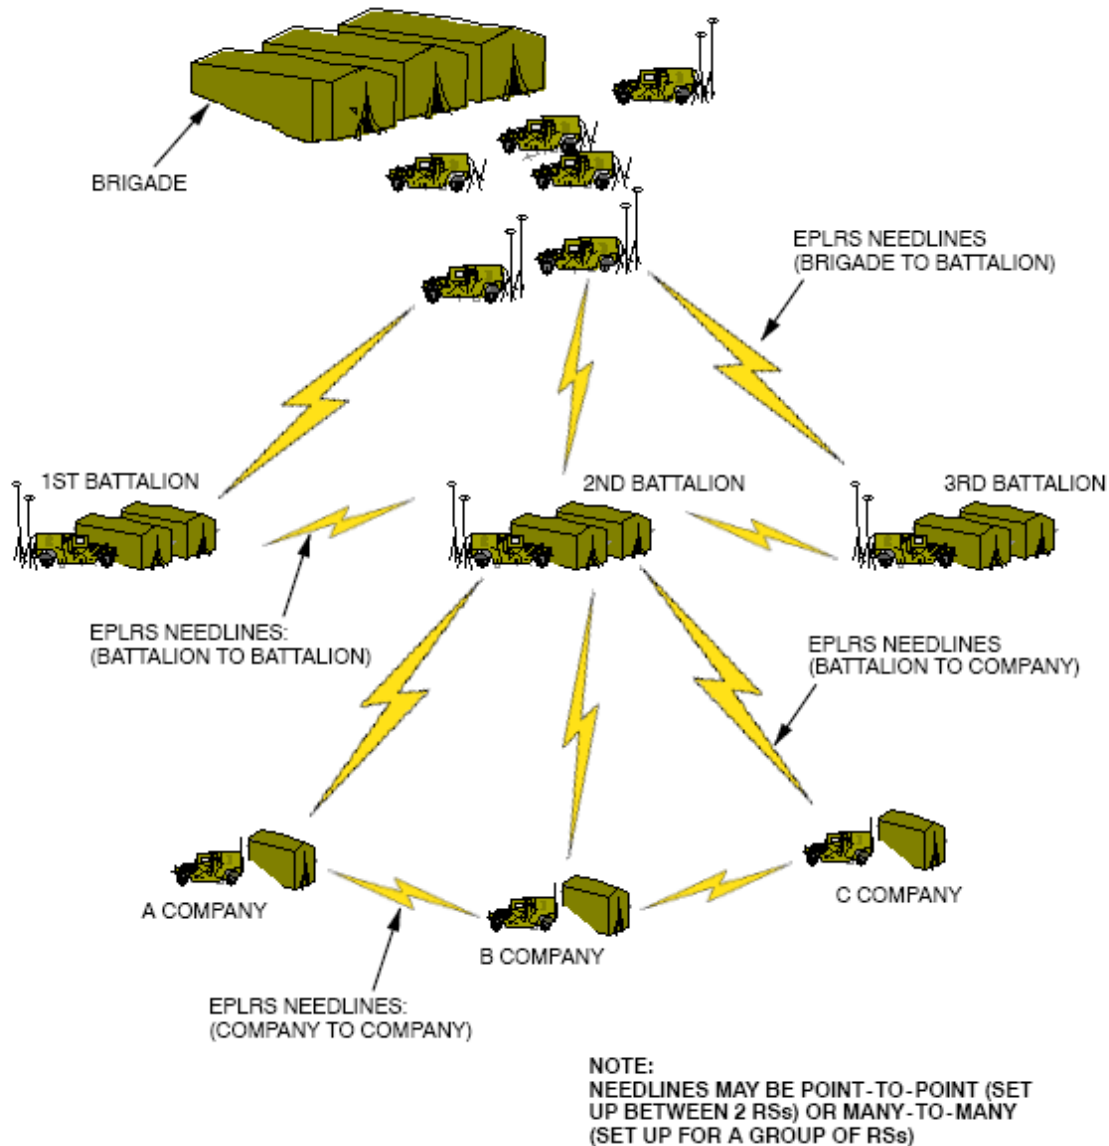 BRIGADE
EPLRS NEEDLINES
(BRIGADE TO BATTALION)
1ST BATTALION
2ND BATTALION
3RD BATTALION
EPLRS NEEDLINES:
(BATTALION TO BATTALION)
EPLRS NEEDLINES
(BATTALION TO COMPANY)
A COMPANY
B COMPANY
C COMPANY
EPLRS NEEDLINES:
(COMPANY TO COMPANY)
NOTE:
NEEDLINES MAY BE POINT-TO-POINT (SET
UP BETWEEN 2 RSs) OR MANY-TO-MANY
(SET UP FOR A GROUP OF RSs)